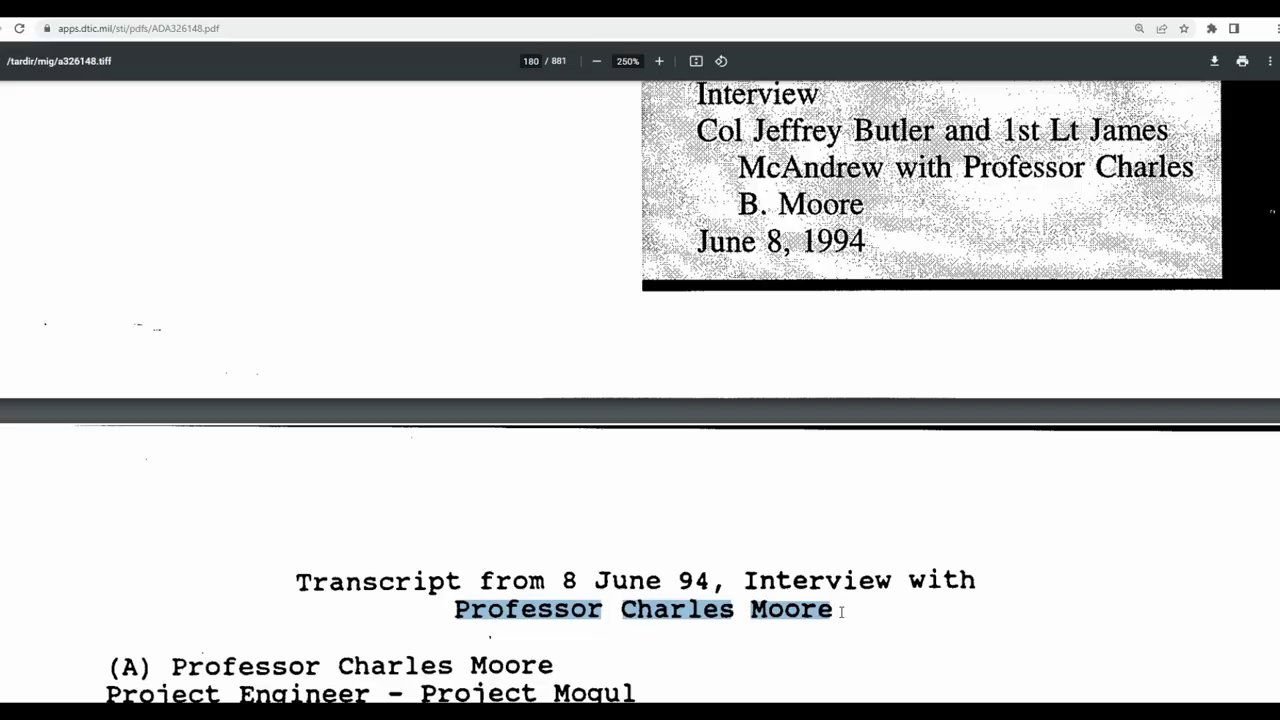 apps.dtic.mil/sti/pdfs/ADA326148.pdf
/tardir/mig/a326148.tiff
180 / 881
250%
Interview
Col Jeffrey Butler and 1st Lt James
McAndrew with Professor Charles
B. Moore
June 8, 1994
Transcript from 8 June 94, Interview with
Professor Charles Moore
(A) Professor Charles Moore
Project Engineer - Project Mogul